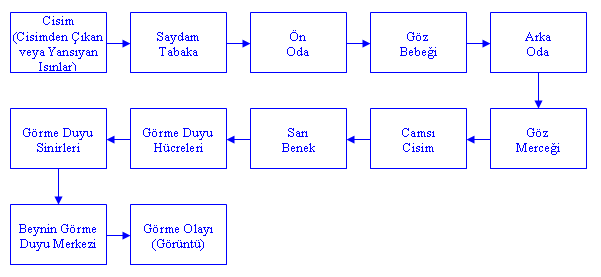 Cisim
(Cisimden Çıkan
veya Yansıyan
Isınlar)
Saydam
Tabaka
Ön
Oda
Göz
Bebeği
Arka
Oda
Göz
Merceği
Camsı
Cisim
Sarı
Benek
Görme Duyu
Hücreleri
Görme Duyu
Sinirleri
Beynin Görme
Duyu Merkezi
Görme Olayı
(Görüntü)